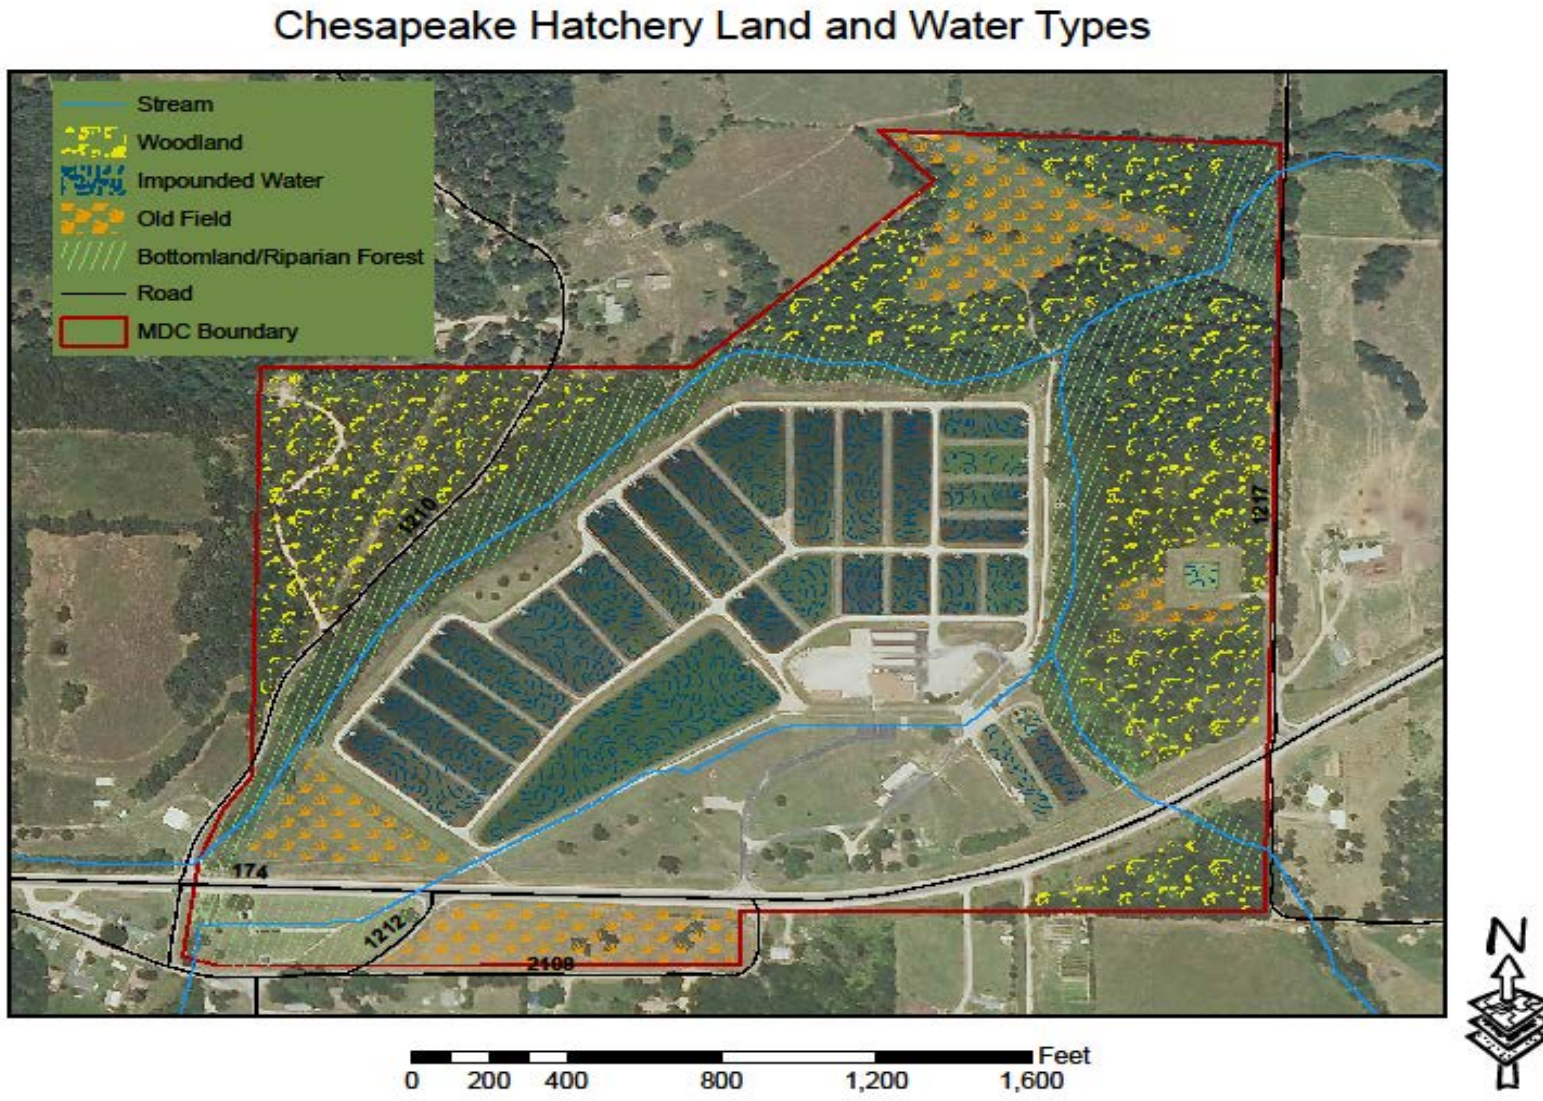 Chesapeake Hatchery Land and Water Types
Stream
Woodland
Impounded Water
Old Field
Bottomland/Riparian Forest
Road
MDC Boundary
1210
1217
174
1212
2108
Feet
0 200 400 800 1,200 1,600
N